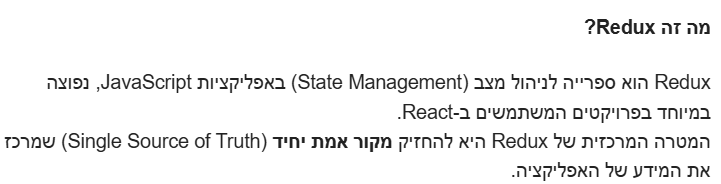 מה זה Redux?
Redux הוא ספרייה לניהול מצב (State Management) באפליקציות JavaScript, נפוצה
במיוחד בפרויקטים המשתמשים ב-React.
המטרה המרכזית של Redux היא להחזיק מקור אמת יחיד (Single Source of Truth) שמרכז
את המידע של האפליקציה.